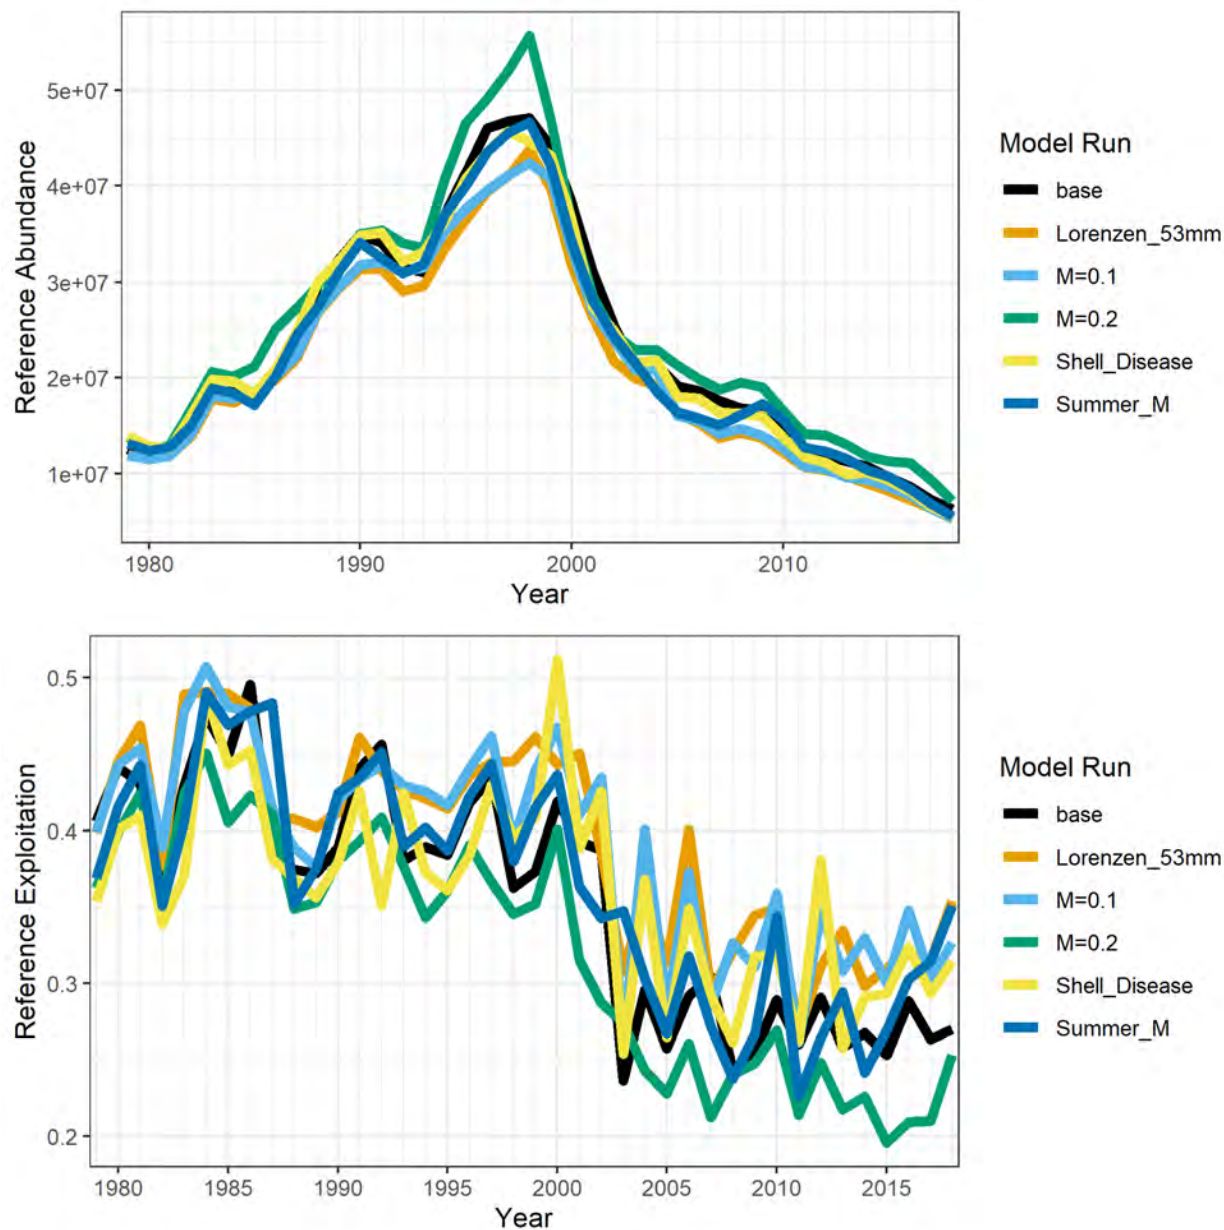 Reference Abundance
5e+07
4e+07
3e+07
2e+07
1e+07
1980
1990
2000
2010
Year
Model Run
base
Lorenzen_53mm
M=0.1
M=0.2
Shell_Disease
Summer_M
Reference Exploitation
0.5
0.4
0.3
0.2
1980
1985
1990
1995
2000
2005
2010
2015
Year
Model Run
base
Lorenzen_53mm
M=0.1
M=0.2
Shell_Disease
Summer_M